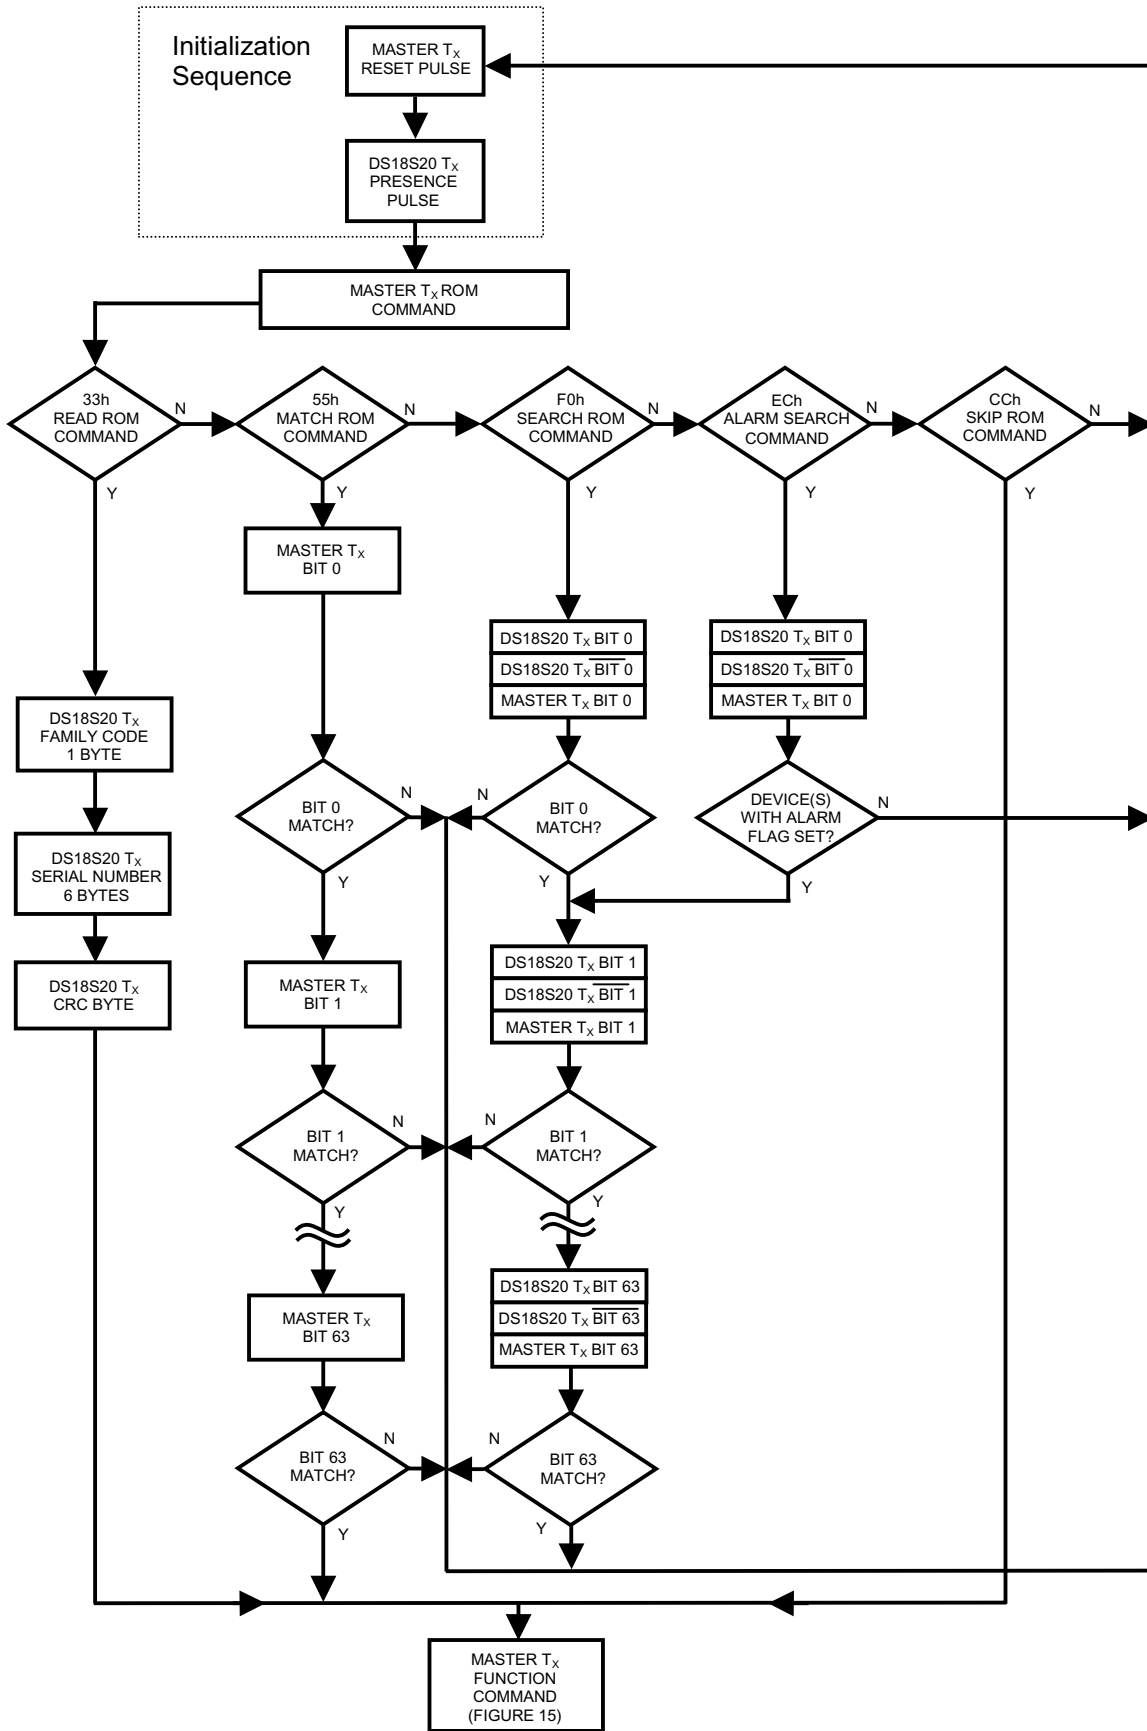 Initialization
Sequence
MASTER TX
RESET PULSE
DS18S20 TX
PRESENCE
PULSE
MASTER TX ROM
COMMAND
33h
READ ROM
COMMAND
N
Y
55h
MATCH ROM
COMMAND
N
Y
F0h
SEARCH ROM
COMMAND
N
Y
ECh
ALARM SEARCH
COMMAND
N
Y
CCh
SKIP ROM
COMMAND
N
Y
MASTER TX
BIT 0
DS18S20 TX BIT 0
DS18S20 TX BIT 0
MASTER TX BIT 0
DS18S20 TX BIT 0
DS18S20 TX BIT 0
MASTER TX BIT 0
DS18S20 TX
FAMILY CODE
1 BYTE
DS18S20 TX
SERIAL NUMBER
6 BYTES
DS18S20 TX
CRC BYTE
BIT 0
MATCH?
N
Y
N
BIT 0
MATCH?
Y
DEVICE(S)
WITH ALARM
FLAG SET?
N
Y
MASTER TX
BIT 1
DS18S20 TX BIT 1
DS18S20 TX BIT 1
MASTER TX BIT 1
BIT 1
MATCH?
N
Y
N
BIT 1
MATCH?
Y
MASTER TX
BIT 63
DS18S20 TX BIT 63
DS18S20 TX BIT 63
MASTER TX BIT 63
BIT 63
MATCH?
N
Y
N
BIT 63
MATCH?
Y
MASTER TX
FUNCTION
COMMAND
(FIGURE 15)